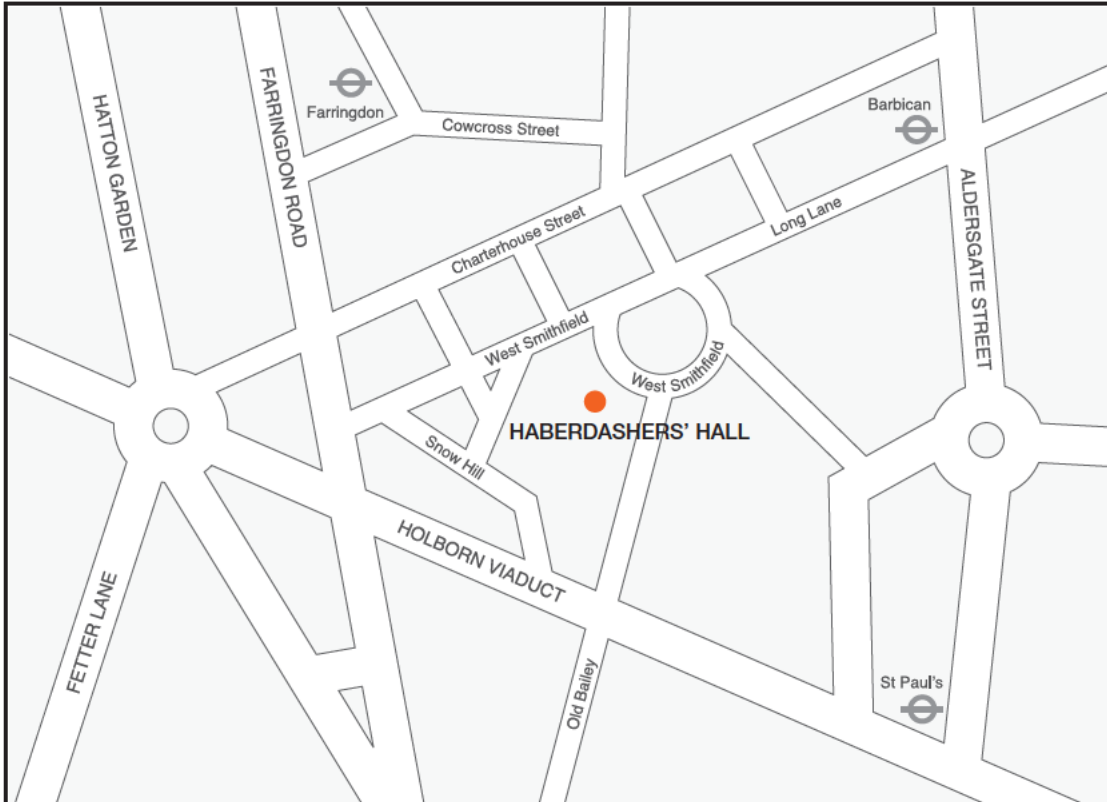 HATTON GARDEN
FARRINGDON ROAD
Farringdon
Cowcross Street
Barbican
ALDERSGATE STREET
Charterhouse Street
Long Lane
West Smithfield
West Smithfield
HABERDASHERS' HALL
Snow Hill
HOLBORN VIADUCT
FETTER LANE
Old Bailey
St Paul's